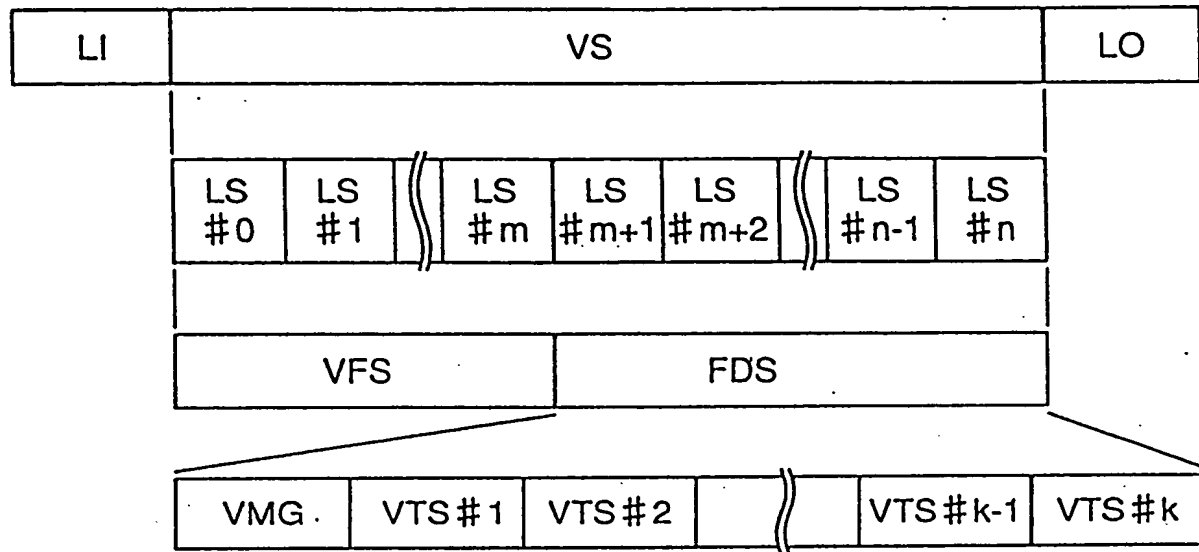 LI VS LO
LS LS LS LS LS LS LS
#0 #1 #m #m+1 #m+2 #n-1 #n
VFS FDS
VMG VTS#1 VTS#2 VTS#k-1 VTS#k